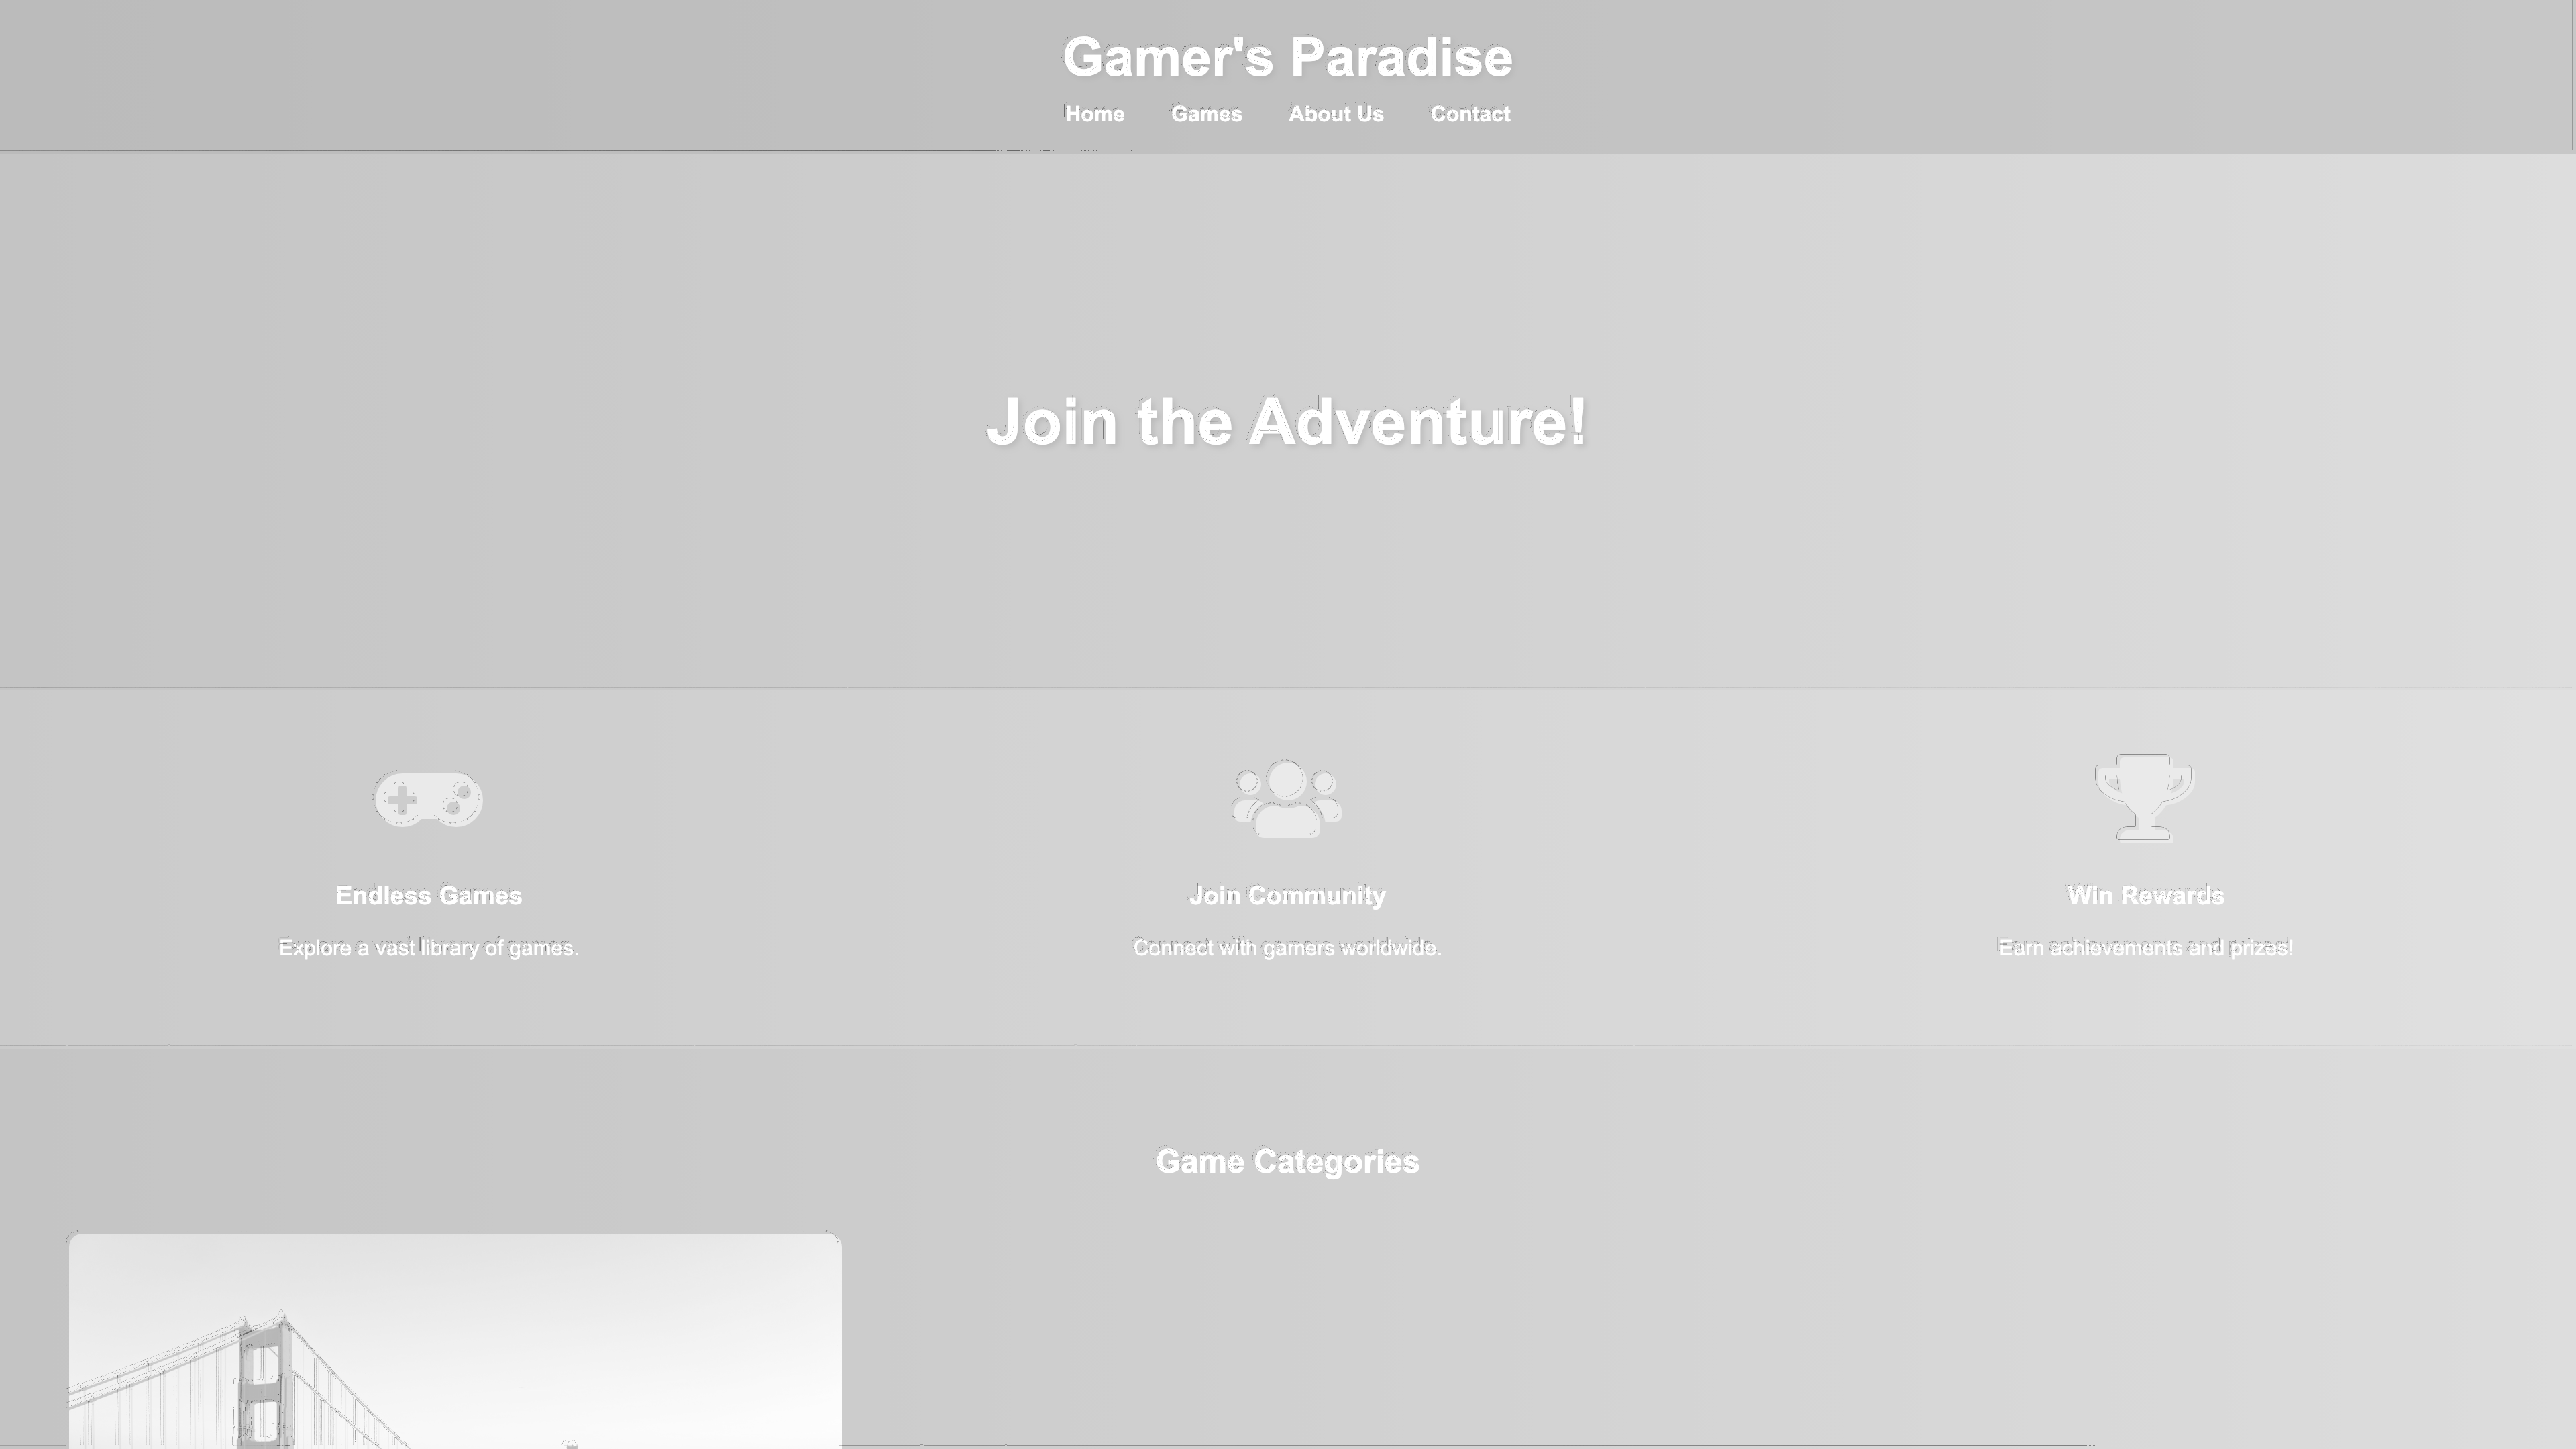 Gamer's Paradise
Home Games About Us Contact
Join the Adventure!
Endless Games Join Community Win Rewards
Explore a vast library of games. Connect with gamers worldwide. Earn achievements and prizes!
Game Categories